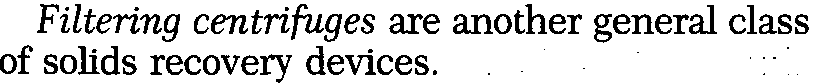 Filtering centrifuges are another general class
of solids recovery devices.